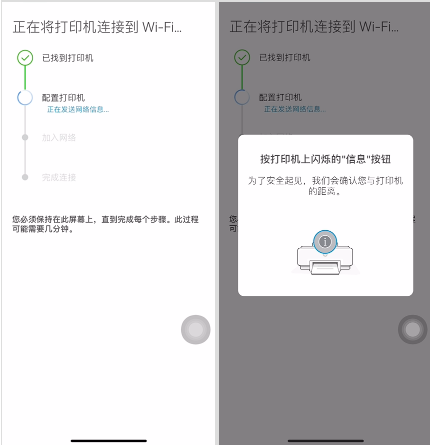 正在将打印机连接到 Wi-Fi...
已找到打印机
配置打印机
正在发送网络信息...
加入网络
完成连接
您必须保持在此屏幕上，直到完成每个步骤。此过程
可能需要几分钟。
正在将打印机连接到 Wi-Fi...
已找到打印机
配置打印机
正在发送网络信息...
按打印机上闪烁的"信息"按钮
为了安全起见，我们会确认您与打印机
的距离。